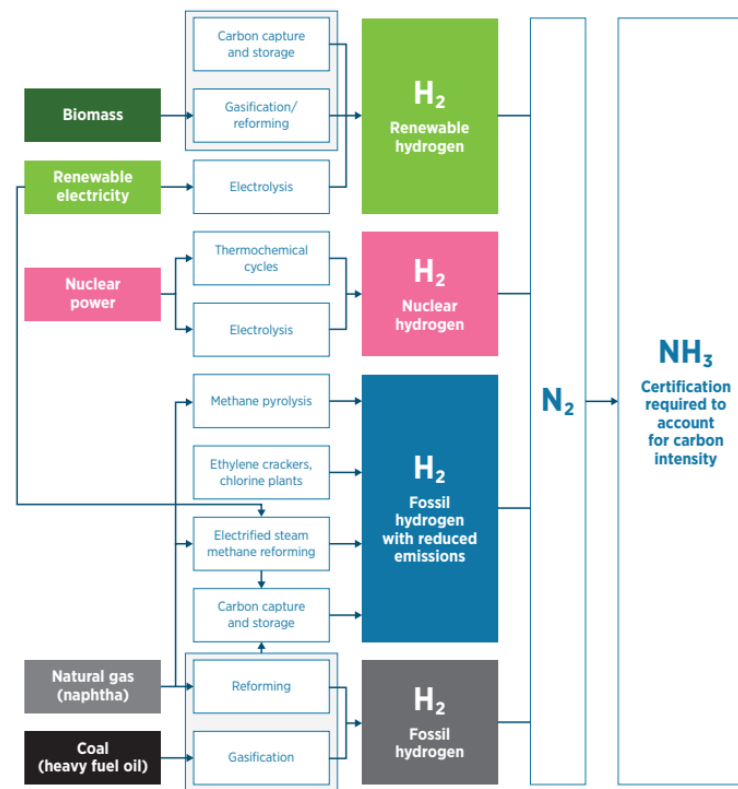 Carbon capture
and storage
Biomass
Gasification/
reforming
H₂
Renewable
hydrogen
Renewable
electricity
Electrolysis
Nuclear
power
Thermochemical
cycles
Electrolysis
H₂
Nuclear
hydrogen
Methane pyrolysis
Ethylene crackers,
chlorine plants
Electrified steam
methane reforming
Carbon capture
and storage
H₂
Fossil
hydrogen
with reduced
emissions
Natural gas
(naphtha)
Reforming
Coal
(heavy fuel oil)
Gasification
H₂
Fossil
hydrogen
N₂
NH₃
Certification
required to
account
for carbon
intensity